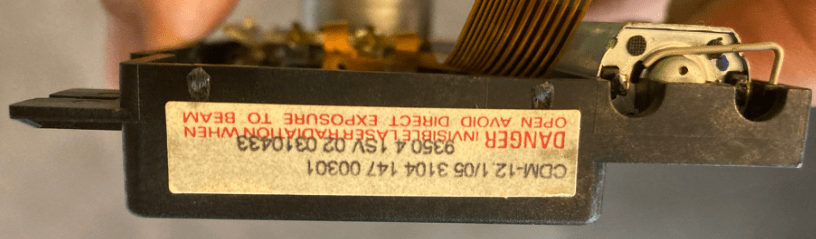 CDM-12.1/05 3104 147 00301
9350.4 1SV 02 0310433
DANGER INVISIBLE LASER RADIATION WHEN
OPEN AVOID DIRECT EXPOSURE TO BEAM